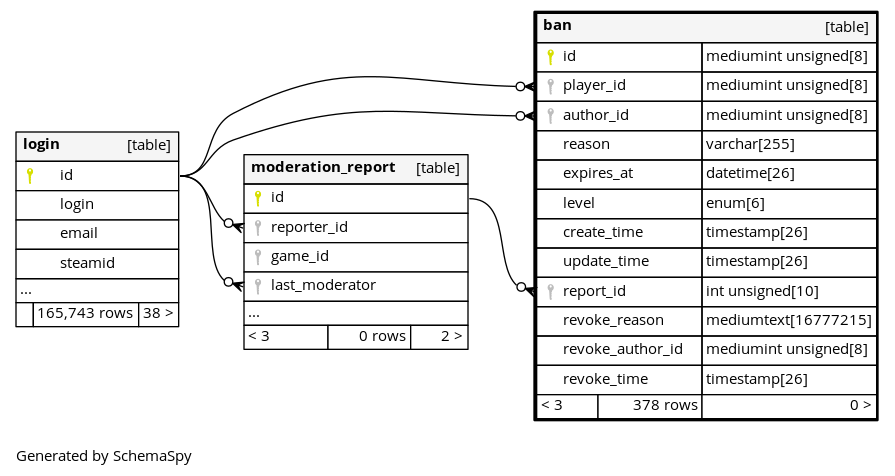 login [table]
id
login
email
steamid
...
165,743 rows 38 >
moderation_report [table]
id
reporter_id
game_id
last_moderator
...
< 3 0 rows 2 >
ban [table]
id mediumint unsigned[8]
player_id mediumint unsigned[8]
author_id mediumint unsigned[8]
reason varchar[255]
expires_at datetime[26]
level enum[6]
create_time timestamp[26]
update_time timestamp[26]
report_id int unsigned[10]
revoke_reason mediumtext[16777215]
revoke_author_id mediumint unsigned[8]
revoke_time timestamp[26]
< 3 378 rows 0 >
Generated by SchemaSpy